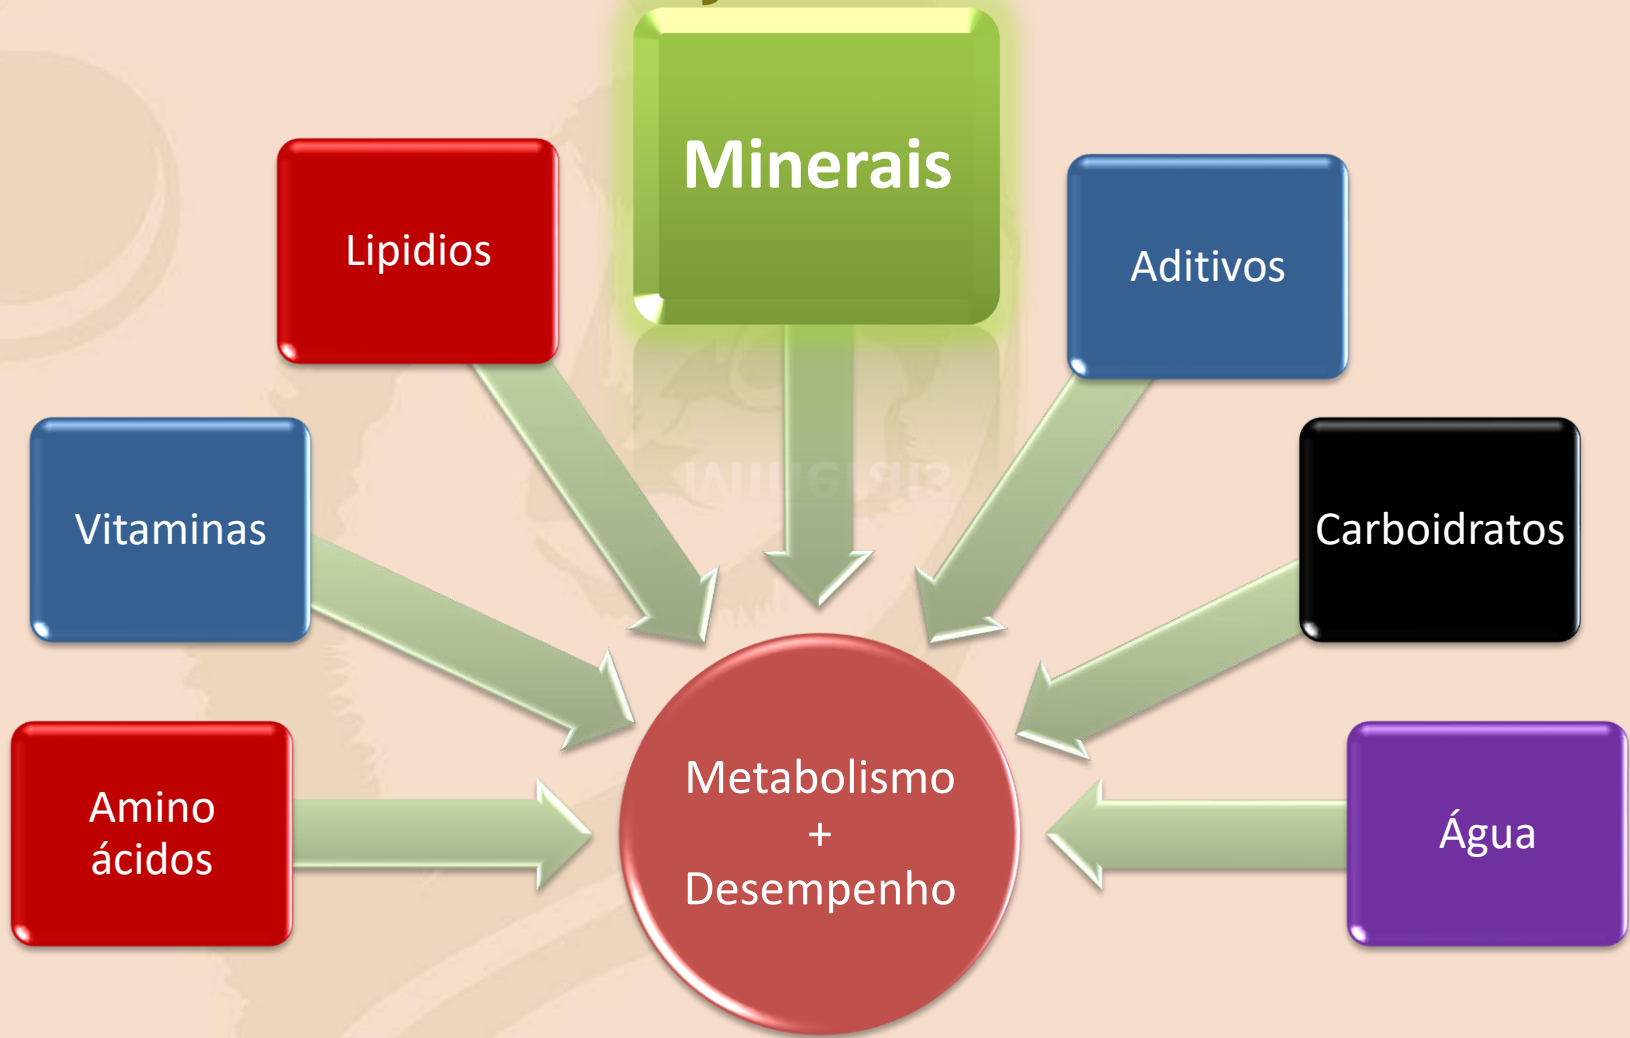 Minerais
Lipidios
Aditivos
Vitaminas
Carboidratos
Amino
ácidos
Metabolismo
+
Desempenho
Água